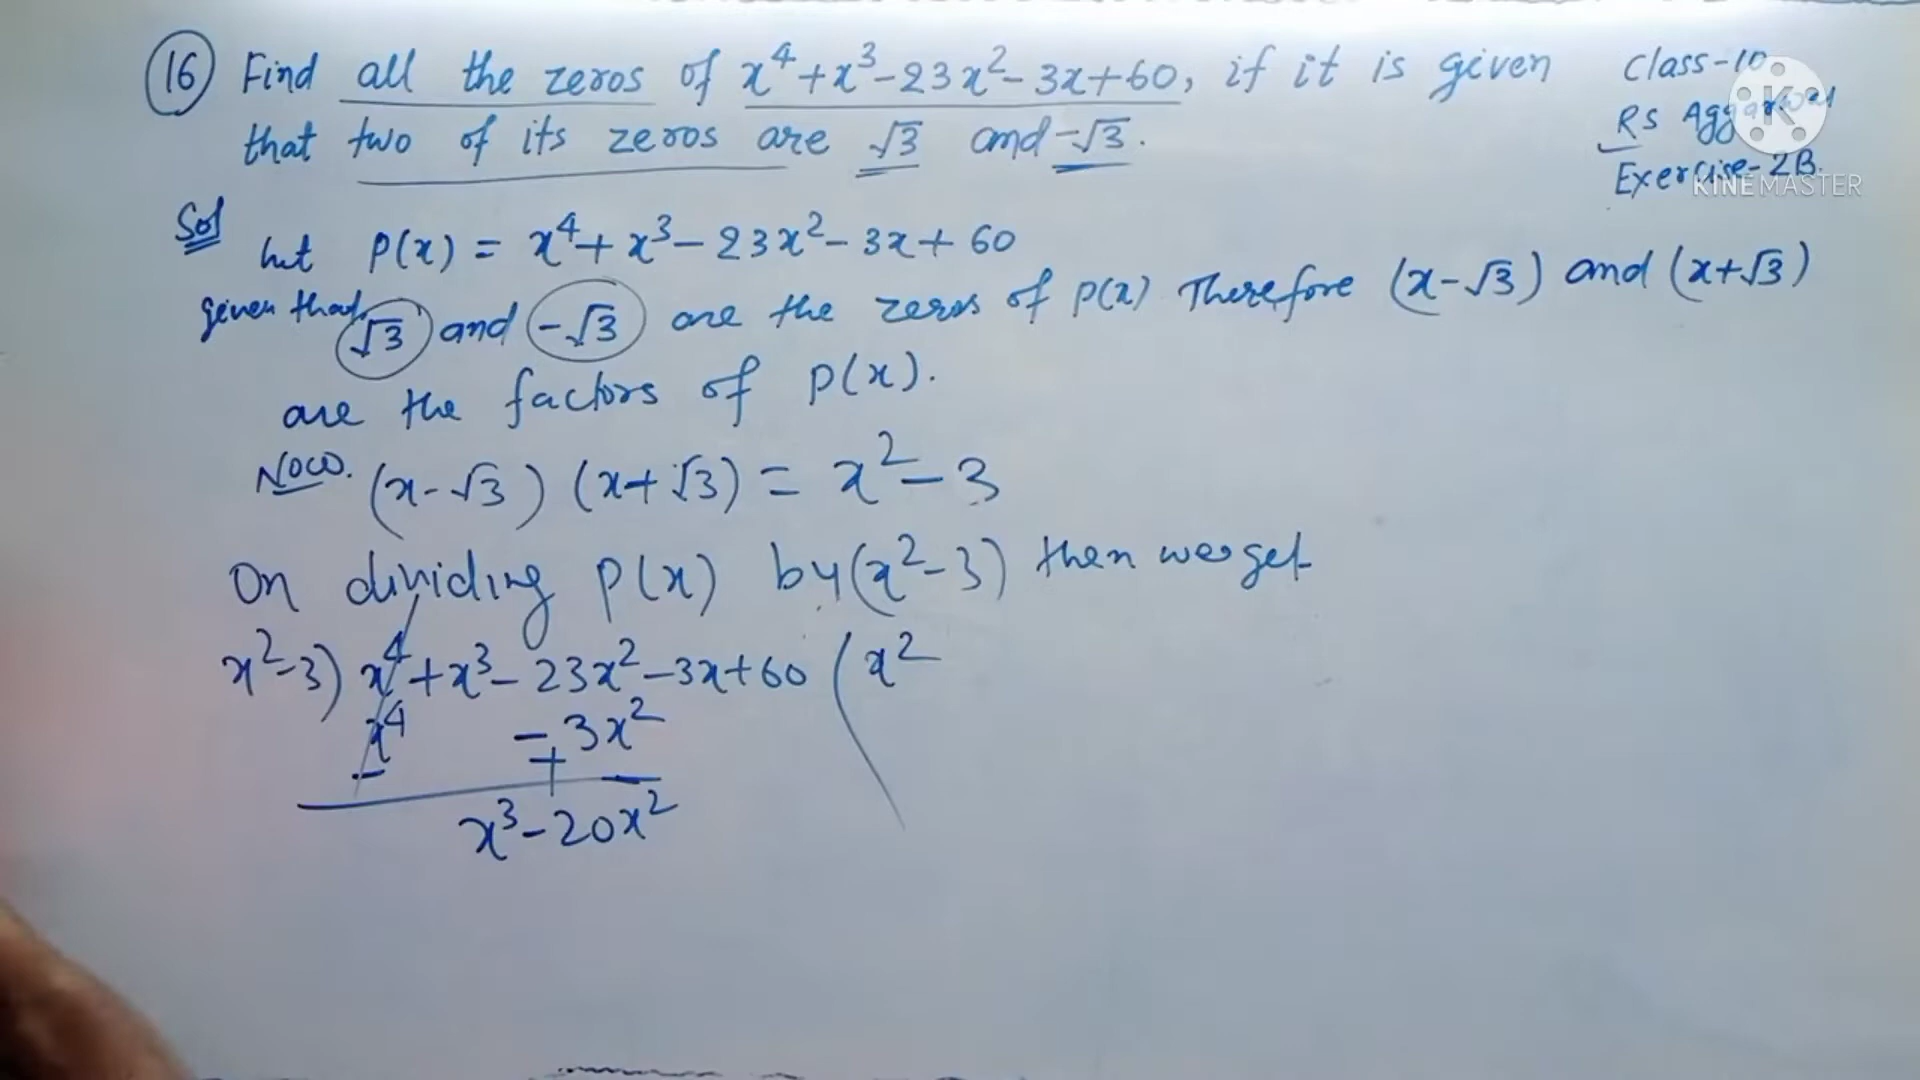 16 Find all the zeros of x⁴+x³-23x²-3x+60, if it is given
that two of its zeros are √3 and -√3.
Class-10
RS Aggarwal
Exercise-2B.
KINEMASTER
Sol
Let P(x) = x⁴+x³-23x²-3x+60
given that √3 and -√3 are the zeros of P(x) Therefore (x-√3) and (x+√3)
are the factors of P(x).
Now. (x-√3) (x+√3) = x²-3
On dividing P(x) by (x²-3) then we get
x²-3) x⁴+x³-23x²-3x+60 (x²
x⁴ -3x²
- +
x³-20x²